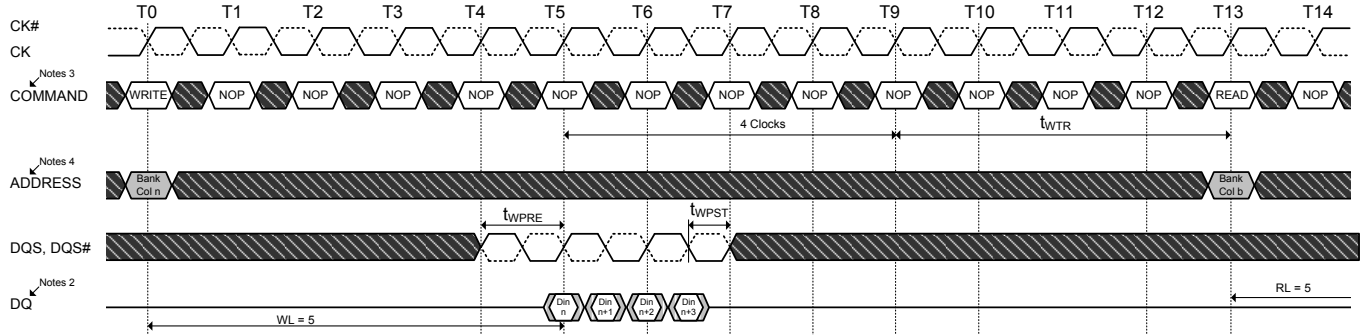 T0 T1 T2 T3 T4 T5 T6 T7 T8 T9 T10 T11 T12 T13 T14
CK#
CK
Notes 3
COMMAND WRITE NOP NOP NOP NOP NOP NOP NOP NOP NOP NOP NOP NOP READ NOP
4 Clocks tWTR
Notes 4
ADDRESS Bank Col n Bank Col b
tWPRE tWPST
DQS, DQS#
Notes 2
DQ Din n Din n+1 Din n+2 Din n+3
RL = 5
WL = 5